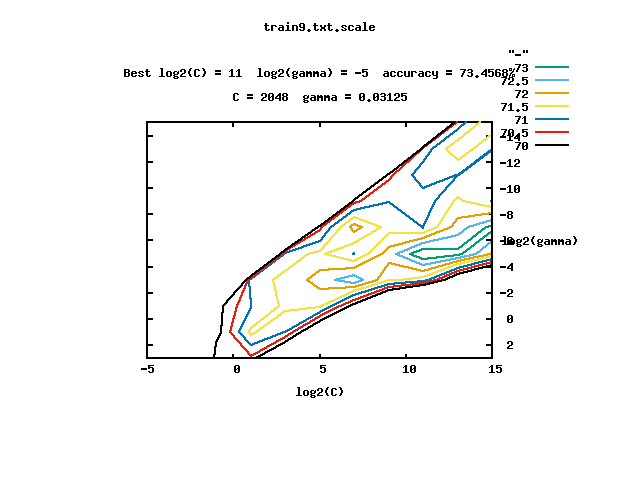 train9.txt.scale
"-"
Best log2(C) = 11 log2(gamma) = -5 accuracy = 73.4568%
73
72.5
72
71.5
71
70.5
70
C = 2048 gamma = 0.03125
-14
-12
-10
-8
-6
log2(gamma)
-4
-2
0
2
-5 0 5 10 15
log2(C)